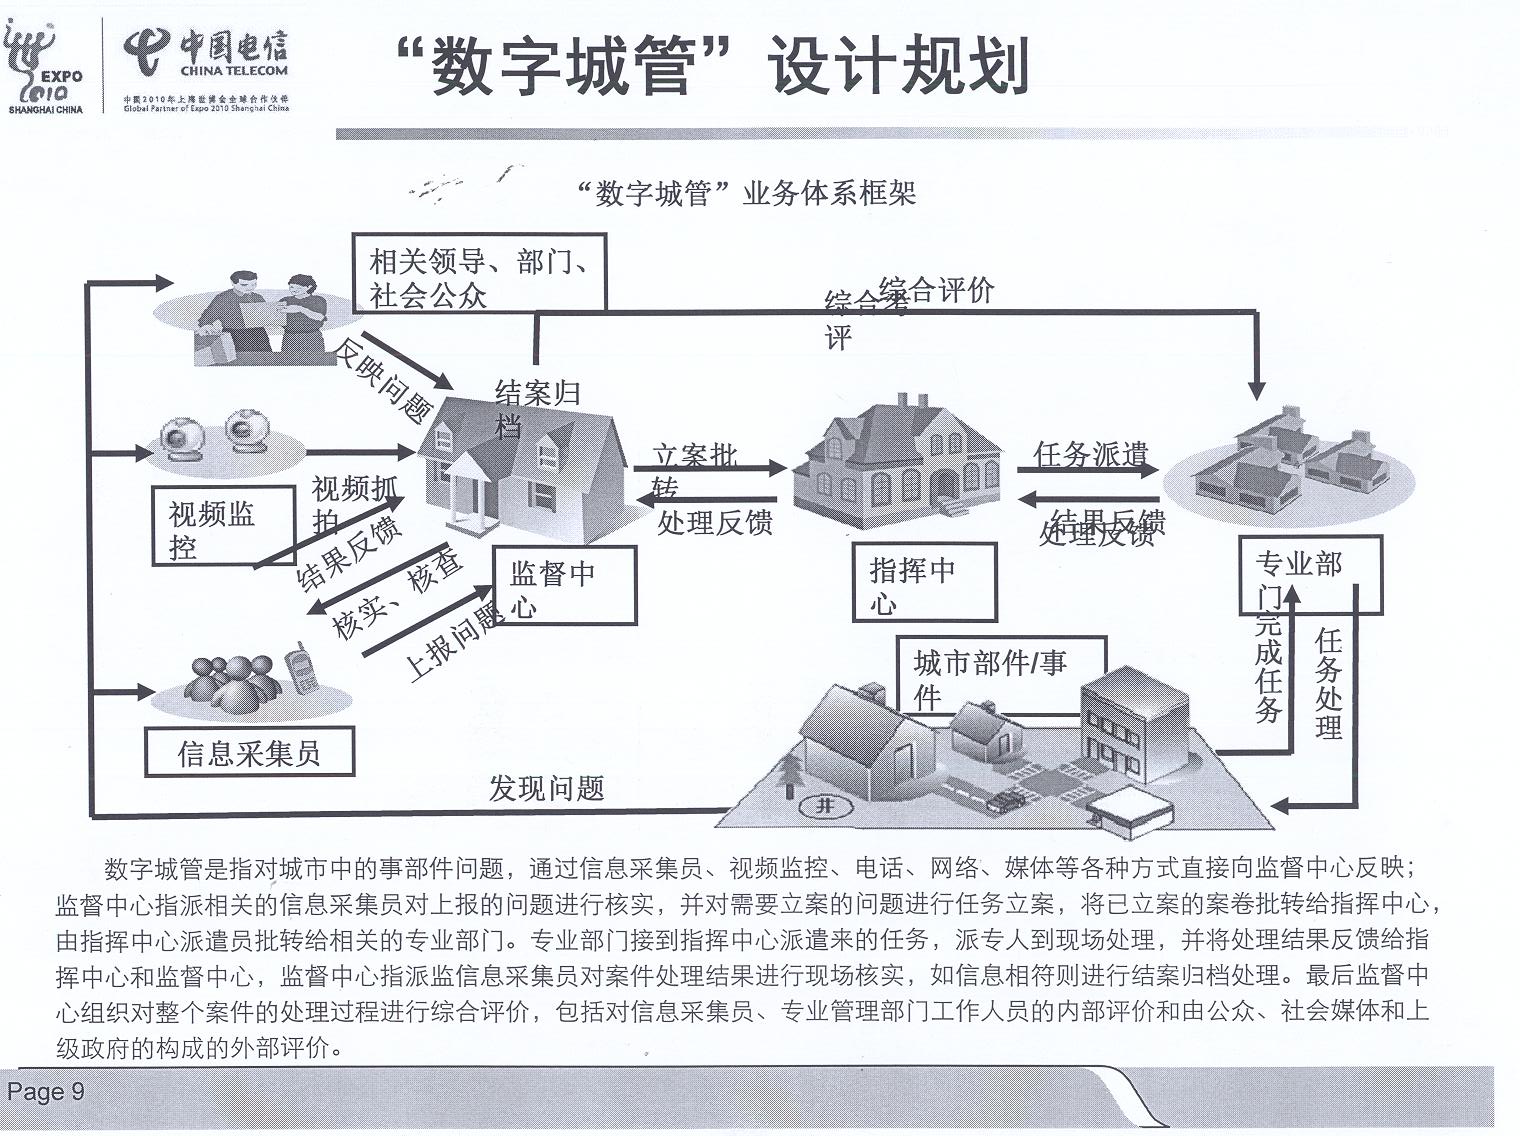 EXPO
2010
SHANGHAI CHINA
中国电信
CHINA TELECOM
中国2010年上海世博会全球合作伙伴
Global Partner of Expo 2010 Shanghai China
“数字城管”设计规划
“数字城管”业务体系框架
相关领导、部门、
社会公众
综合评价
综合考
评
反映问题
结案归
档
视频监
控
视频抓
拍
结果反馈
核实、核查
上报问题
监督中
心
立案批
转
处理反馈
指挥中
心
任务派遣
结果反馈
处理反馈
专业部
门
完成任务
任务处理
城市部件/事
件
井
信息采集员
发现问题
数字城管是指对城市中的事部件问题，通过信息采集员、视频监控、电话、网络、媒体等各种方式直接向监督中心反映；
监督中心指派相关的信息采集员对上报的问题进行核实，并对需要立案的问题进行任务立案，将已立案的案卷批转给指挥中心，
由指挥中心派遣员批转给相关的专业部门。专业部门接到指挥中心派遣来的任务，派专人到现场处理，并将处理结果反馈给指
挥中心和监督中心，监督中心指派监信息采集员对案件处理结果进行现场核实，如信息相符则进行结案归档处理。最后监督中
心组织对整个案件的处理过程进行综合评价，包括对信息采集员、专业管理部门工作人员的内部评价和由公众、社会媒体和上
级政府的构成的外部评价。
Page 9